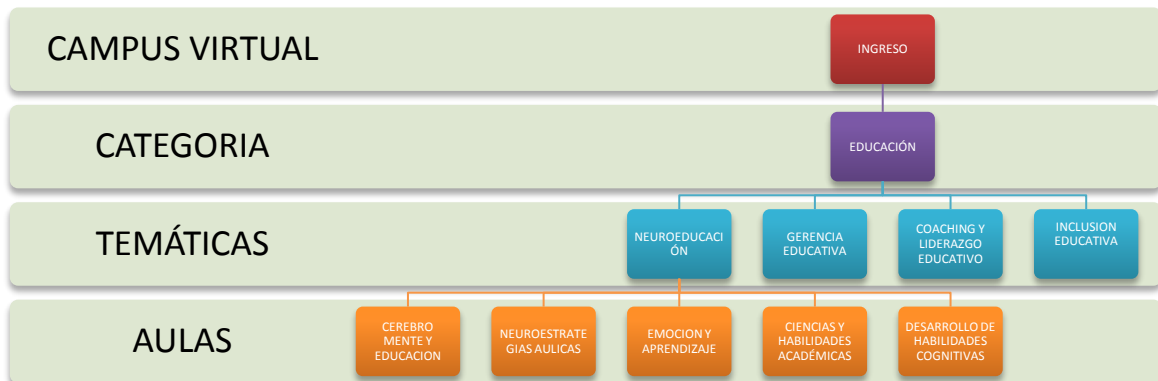 CAMPUS VIRTUAL
INGRESO
CATEGORIA
EDUCACIÓN
TEMÁTICAS
NEUROEDUCACI
ÓN
GERENCIA
EDUCATIVA
COACHING Y
LIDERAZGO
EDUCATIVO
INCLUSION
EDUCATIVA
AULAS
CEREBRO
MENTE Y
EDUCACION
NEUROESTRATE
GIAS AULICAS
EMOCION Y
APRENDIZAJE
CIENCIAS Y
HABILIDADES
ACADÉMICAS
DESARROLLO DE
HABILIDADES
COGNITIVAS